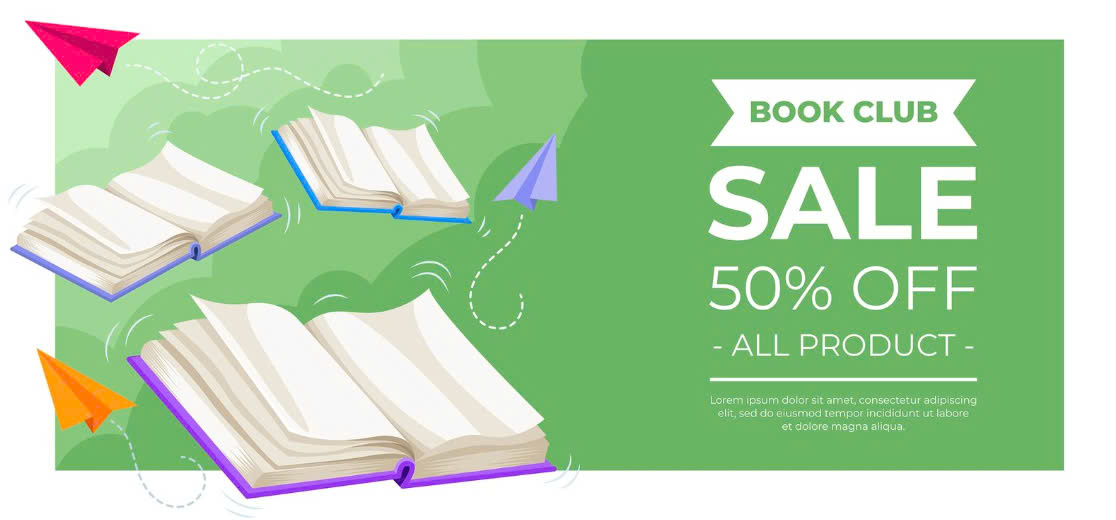 BOOK CLUB
SALE
50% OFF
- ALL PRODUCT -
Lorem ipsum dolor sit amet, consectetur adipiscing
elit, sed do eiusmod tempor incididunt ut labore
et dolore magna aliqua.